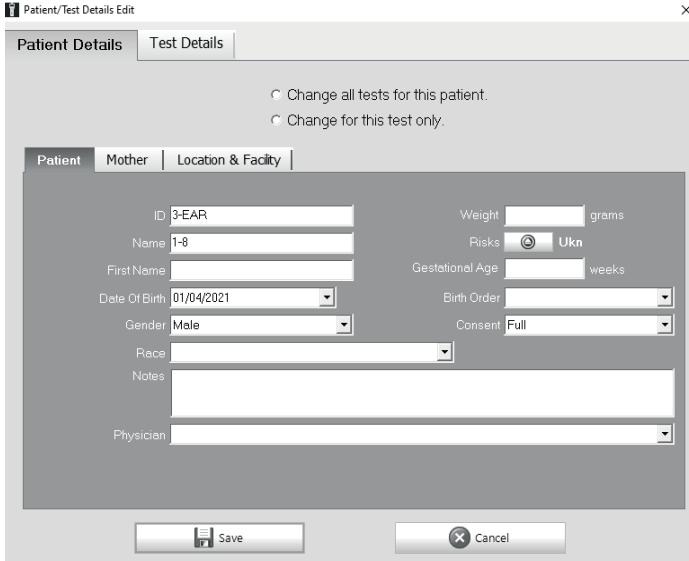 Patient/Test Details Edit
Patient Details
Test Details
Change all tests for this patient.
Change for this test only.
Patient
Mother
Location & Facility
ID 3-EAR
Weight grams
Name 1-8
Risks Ukn
First Name
Gestational Age weeks
Date Of Birth 01/04/2021
Birth Order
Gender Male
Consent Full
Race
Notes
Physician
Save
Cancel